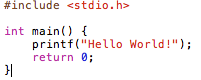 #include <stdio.h>
int main() {
    printf("Hello World!");
    return 0;
}